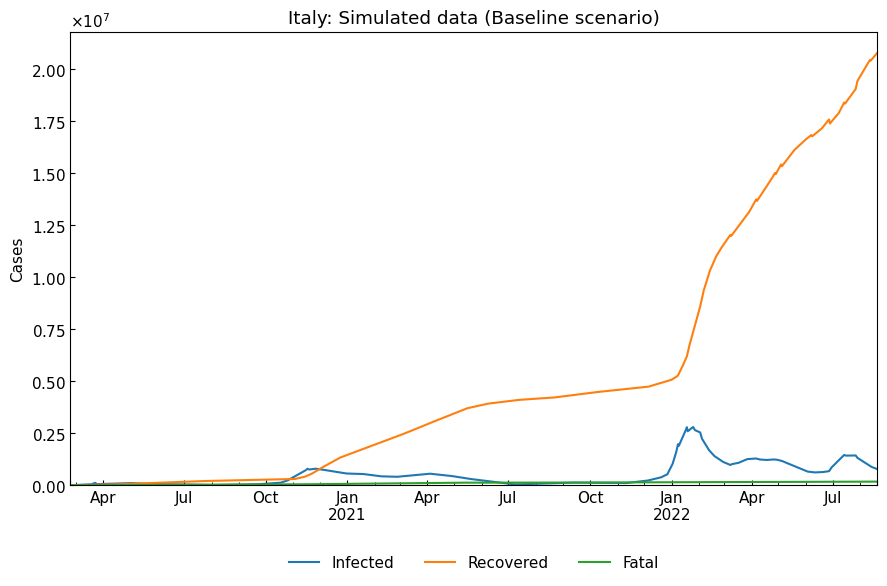 Italy: Simulated data (Baseline scenario)
×10⁷
2.00
1.75
1.50
1.25
1.00
0.75
0.50
0.25
0.00
Cases
Apr Jul Oct Jan Apr Jul Oct Jan Apr Jul
2021 2022
Infected Recovered Fatal